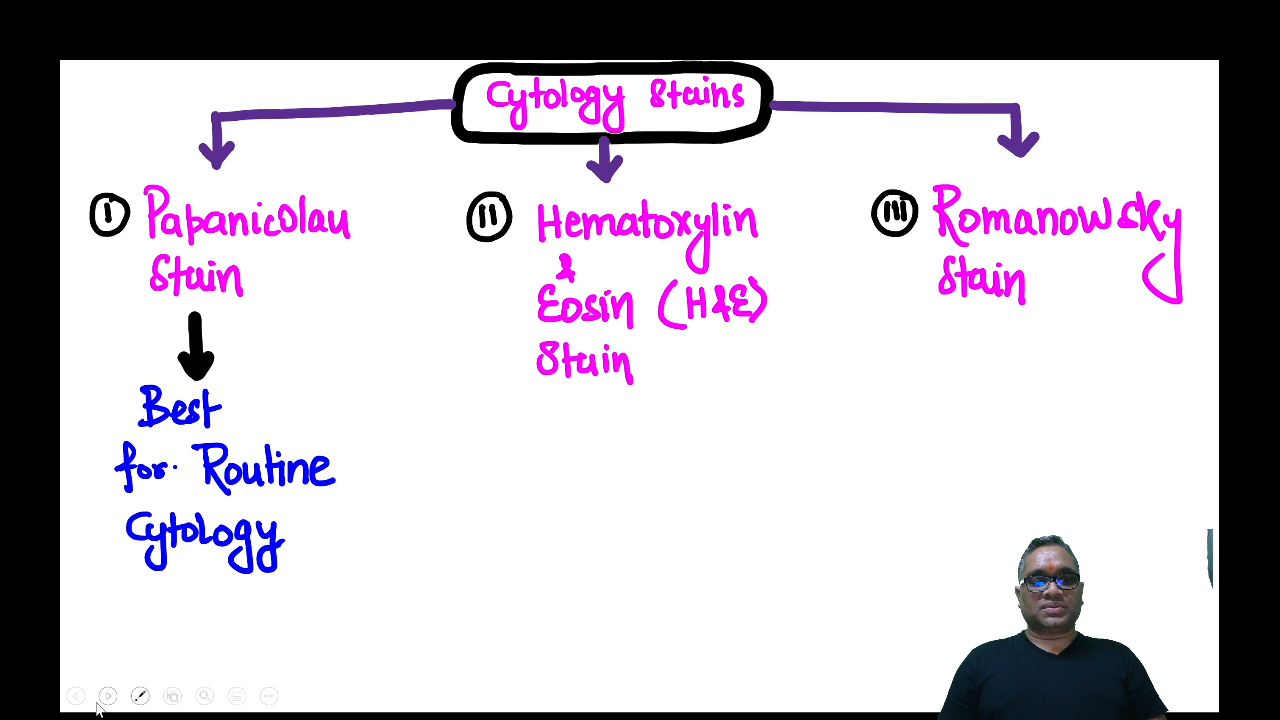 Cytology Stains
(i) Papanicolau
Stain
Best
for. Routine
Cytology
(ii) Hematoxylin
&
Eosin (H&E)
Stain
(iii) Romanowsky
Stain